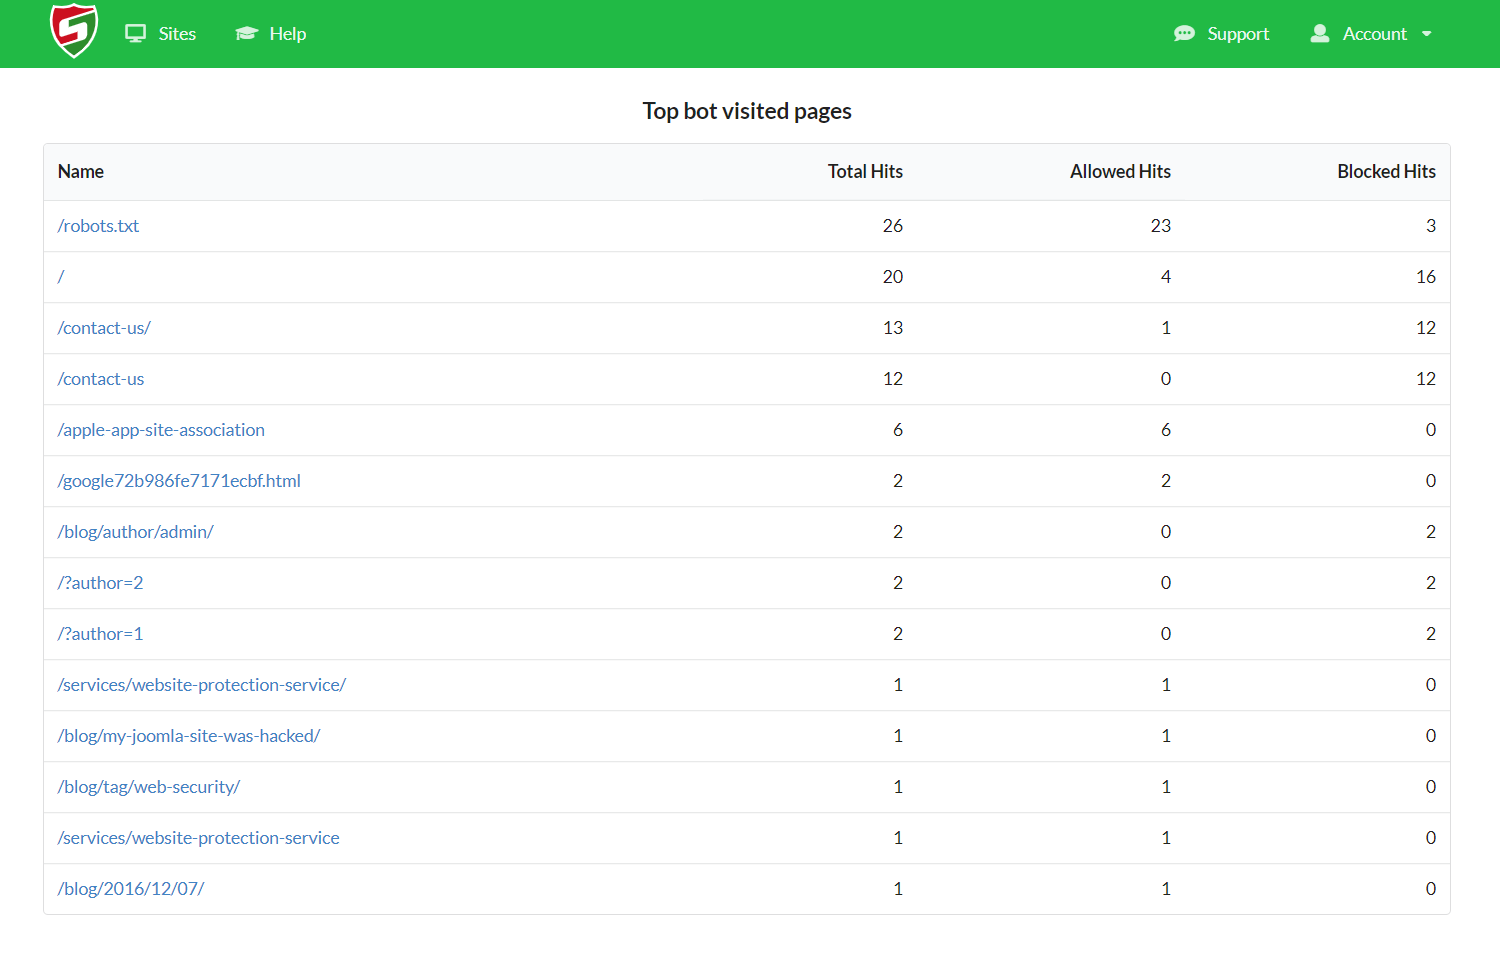 Sites Help Support Account
Top bot visited pages
Name Total Hits Allowed Hits Blocked Hits
/robots.txt 26 23 3
/ 20 4 16
/contact-us/ 13 1 12
/contact-us 12 0 12
/apple-app-site-association 6 6 0
/google72b986fe7171ecbf.html 2 2 0
/blog/author/admin/ 2 0 2
/?author=2 2 0 2
/?author=1 2 0 2
/services/website-protection-service/ 1 1 0
/blog/my-joomla-site-was-hacked/ 1 1 0
/blog/tag/web-security/ 1 1 0
/services/website-protection-service 1 1 0
/blog/2016/12/07/ 1 1 0